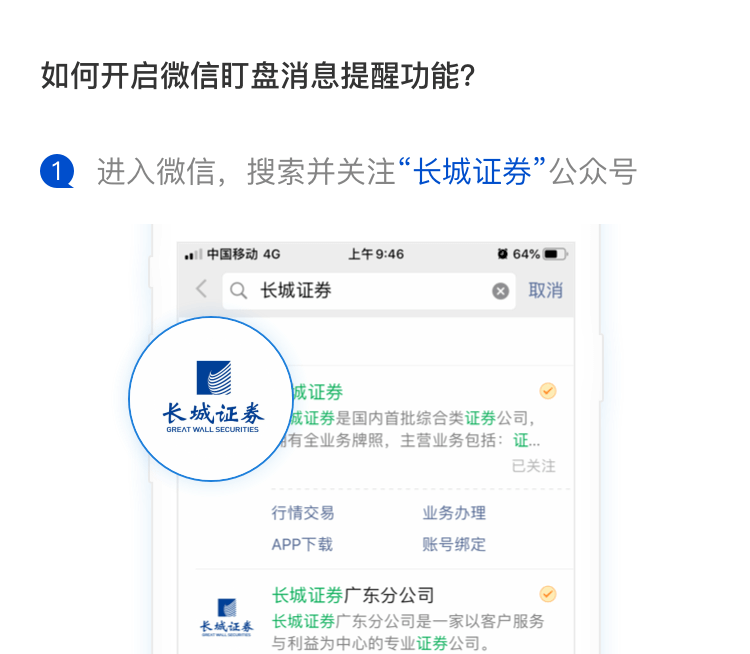 如何开启微信盯盘消息提醒功能?
1 进入微信，搜索并关注“长城证券”公众号
中国移动 4G 上午9:46 64%
长城证券 取消
长城证券
GREAT WALL SECURITIES
城证券
城证券是国内首批综合类证券公司，
有全业务牌照，主营业务包括：证...
已关注
行情交易 业务办理
APP下载 账号绑定
长城证券广东分公司
长城证券广东分公司是一家以客户服务
与利益为中心的专业证券公司。
长城证券
GREAT WALL SECURITIES